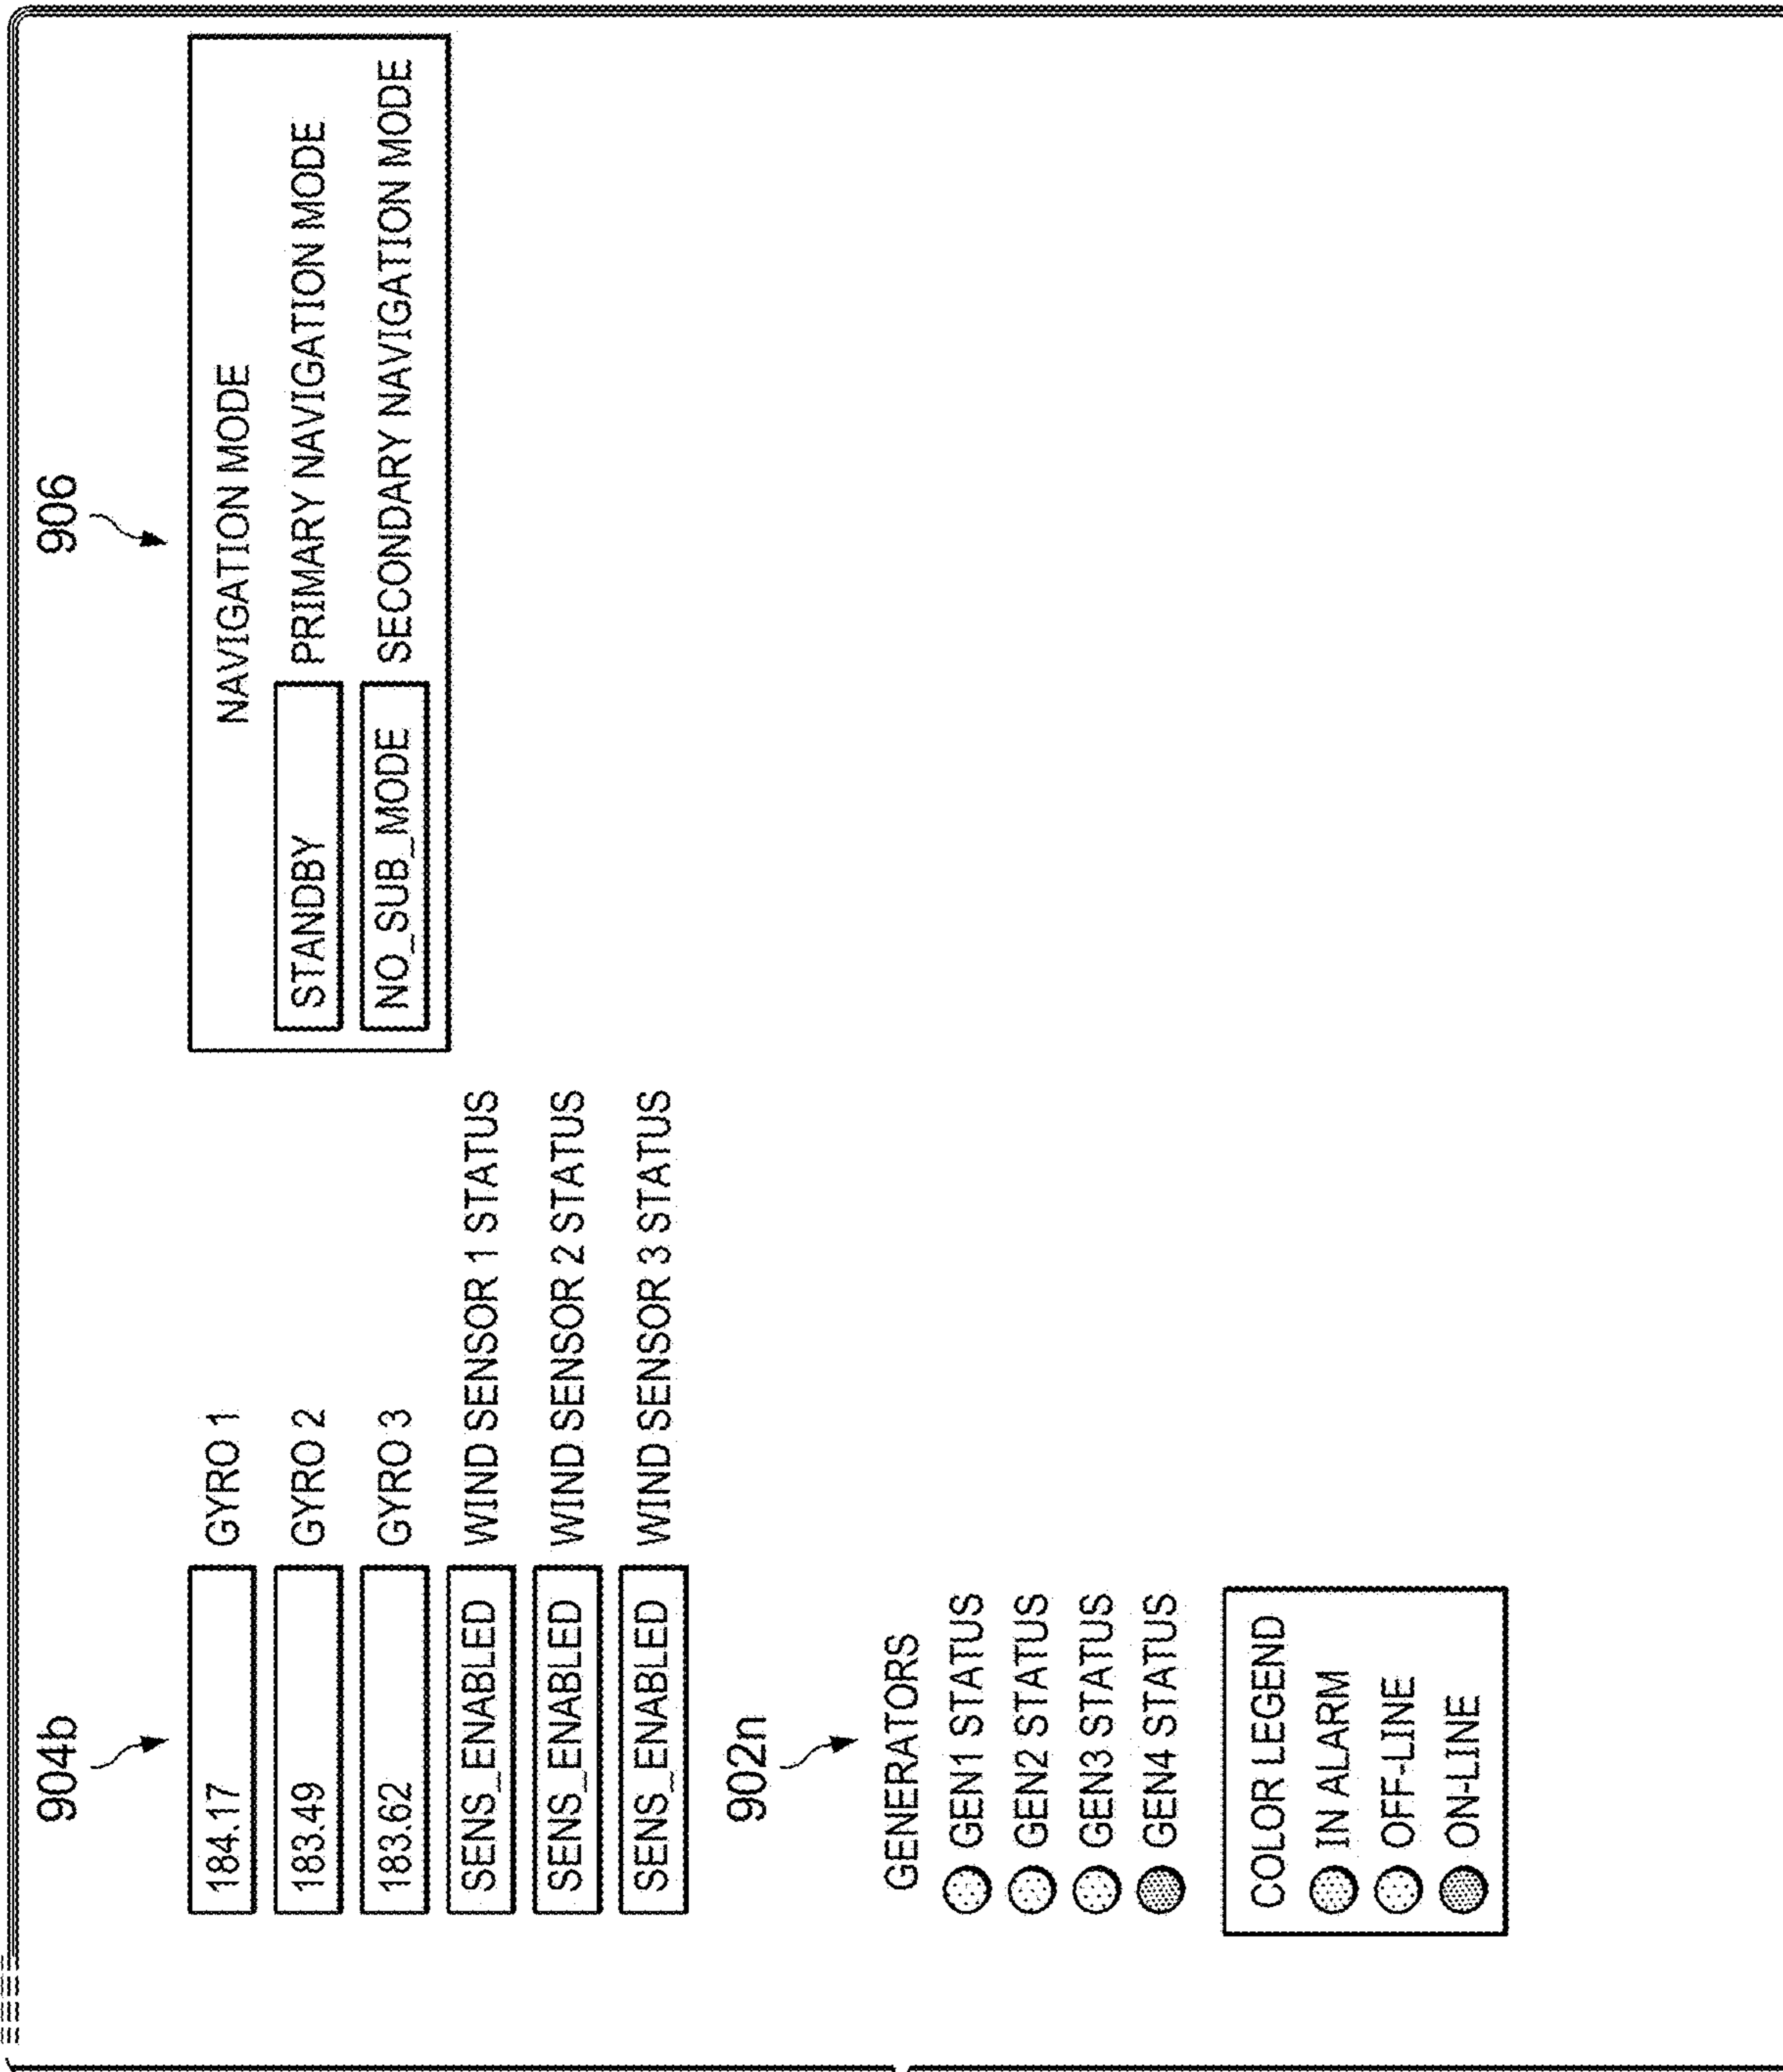 904b
184.17 GYRO 1
183.49 GYRO 2
183.62 GYRO 3
SENS_ENABLED WIND SENSOR 1 STATUS
SENS_ENABLED WIND SENSOR 2 STATUS
SENS_ENABLED WIND SENSOR 3 STATUS
906
NAVIGATION MODE
STANDBY PRIMARY NAVIGATION MODE
NO_SUB_MODE SECONDARY NAVIGATION MODE
902n
GENERATORS
GEN1 STATUS
GEN2 STATUS
GEN3 STATUS
GEN4 STATUS
COLOR LEGEND
IN ALARM
OFF-LINE
ON-LINE